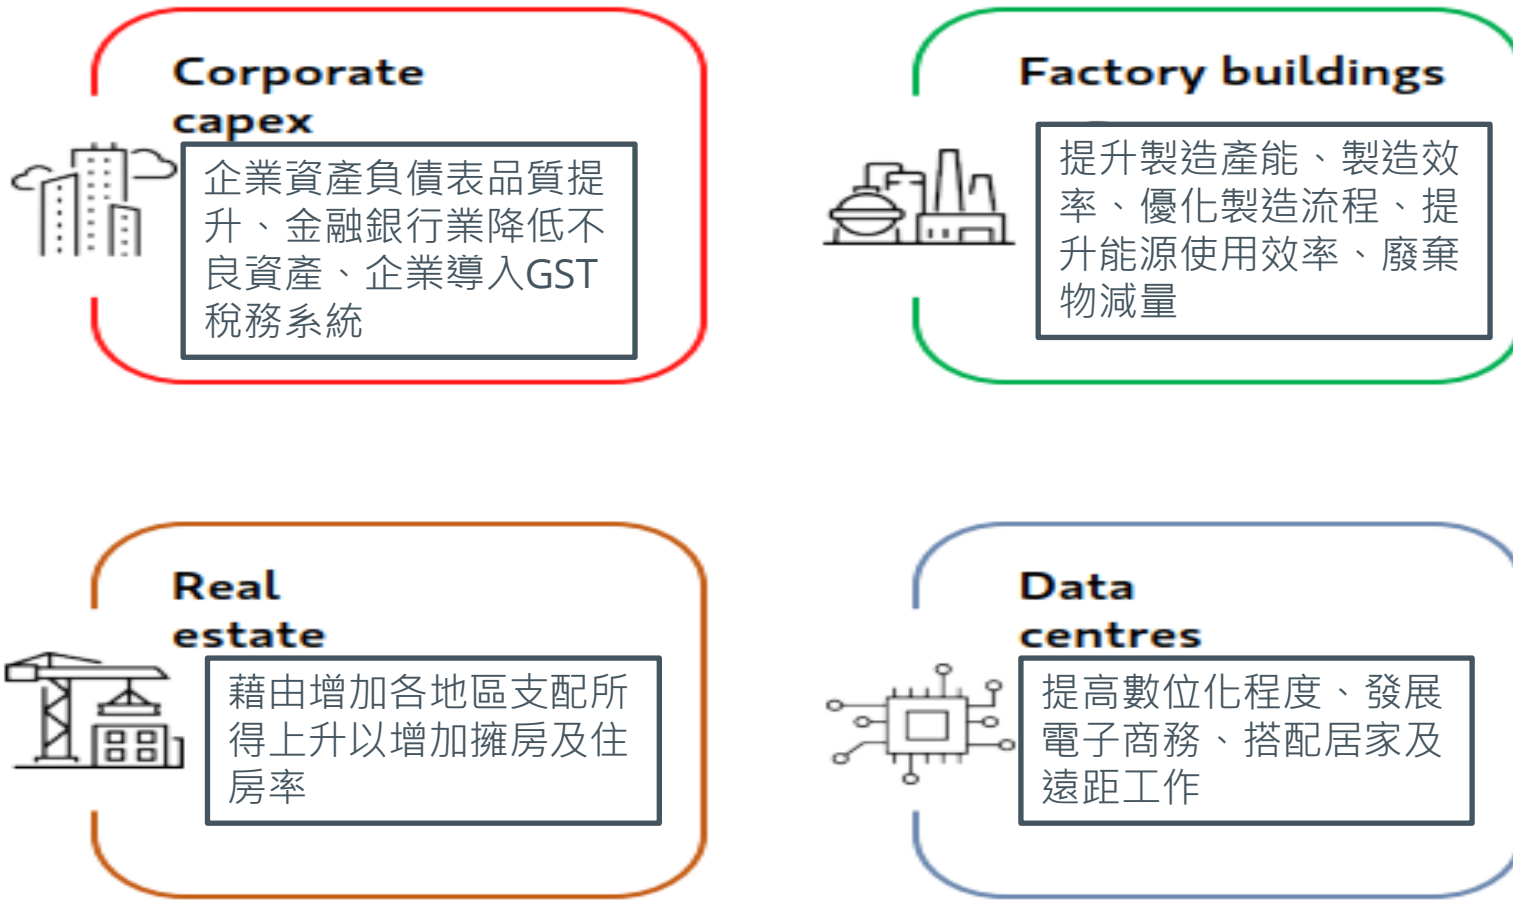 Corporate
capex
企業資產負債表品質提
升、金融銀行業降低不
良資產、企業導入GST
稅務系統
Factory buildings
提升製造產能、製造效
率、優化製造流程、提
升能源使用效率、廢棄
物減量
Real
estate
藉由增加各地區支配所
得上升以增加擁房及住
房率
Data
centres
提高數位化程度、發展
電子商務、搭配居家及
遠距工作